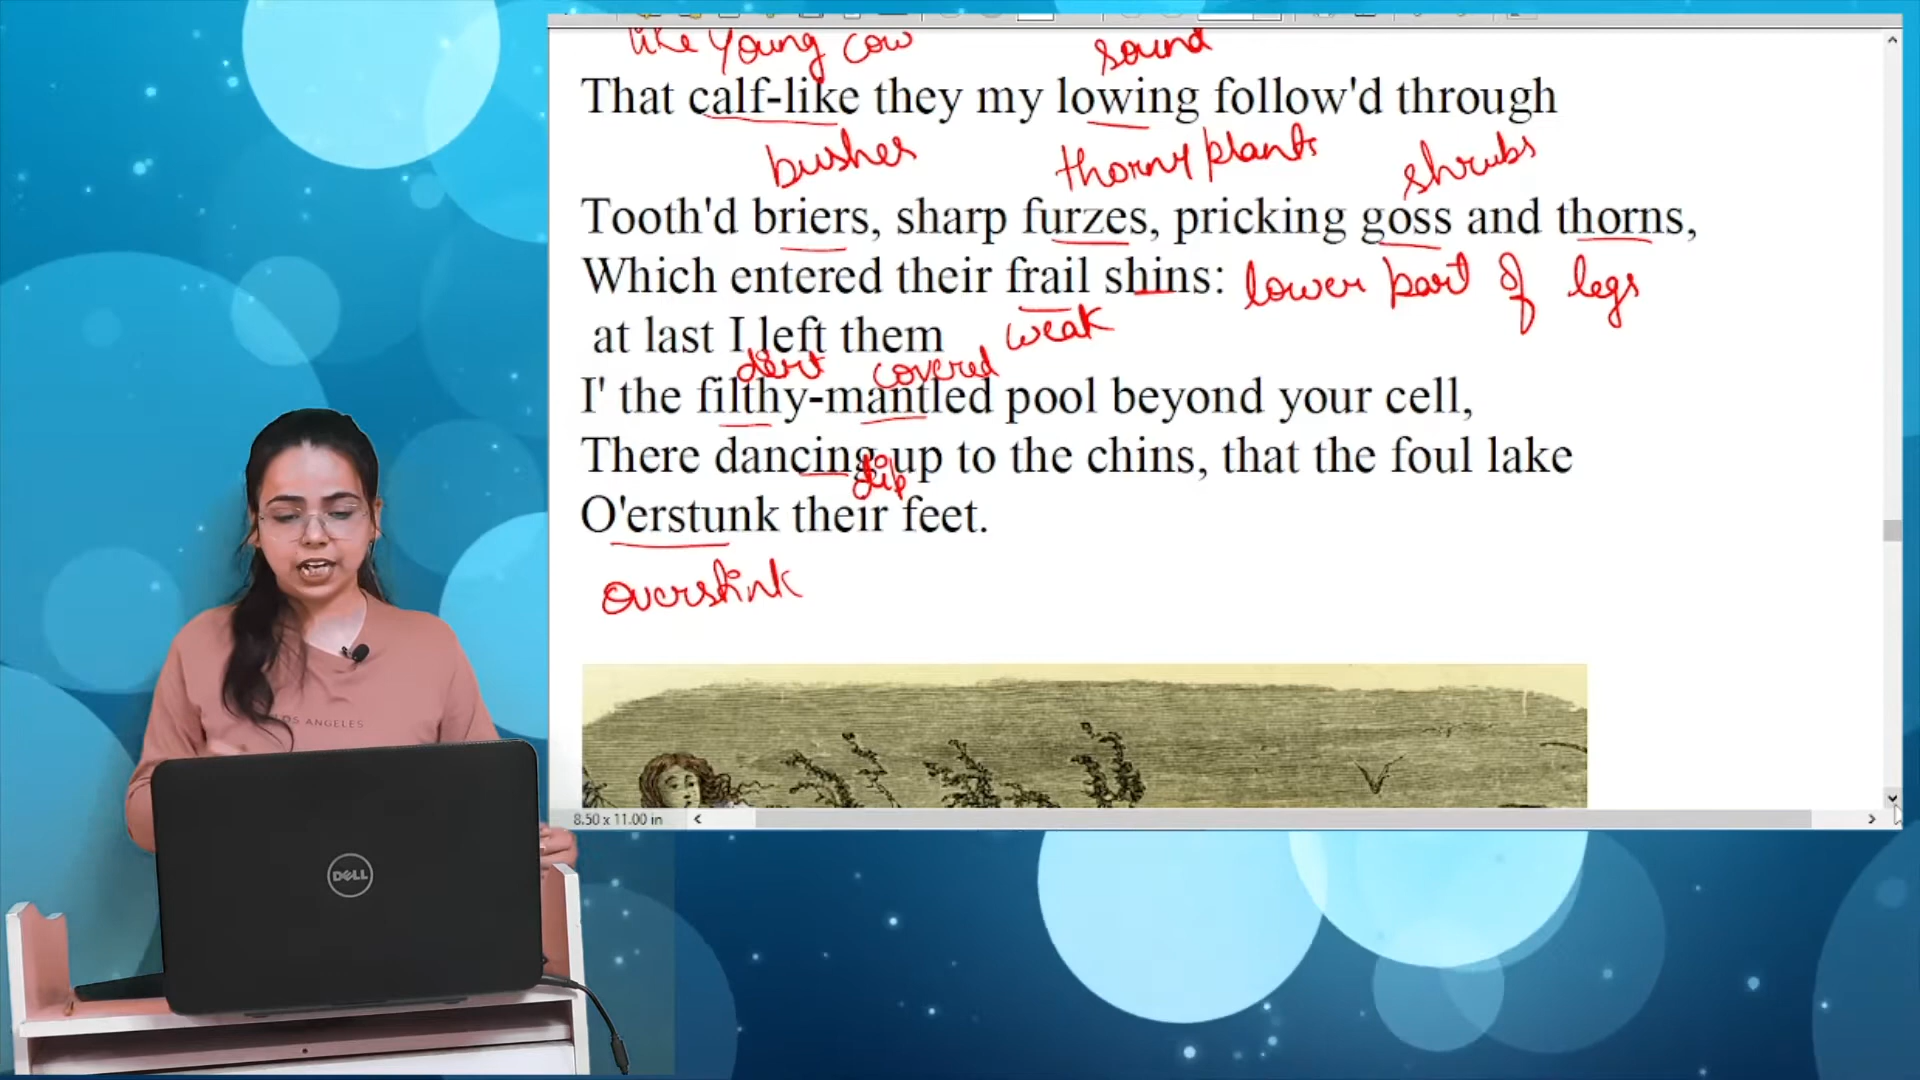 like Young cow sound
That calf-like they my lowing follow'd through
bushes thorny plants shrubs
Tooth'd briers, sharp furzes, pricking goss and thorns,
Which entered their frail shins: lower part of legs
at last I left them weak
dirt covered
I' the filthy-mantled pool beyond your cell,
There dancing up to the chins, that the foul lake
dip
O'erstunk their feet.
overstink
OS ANGELES
DELL
8.50 x 11.00 in